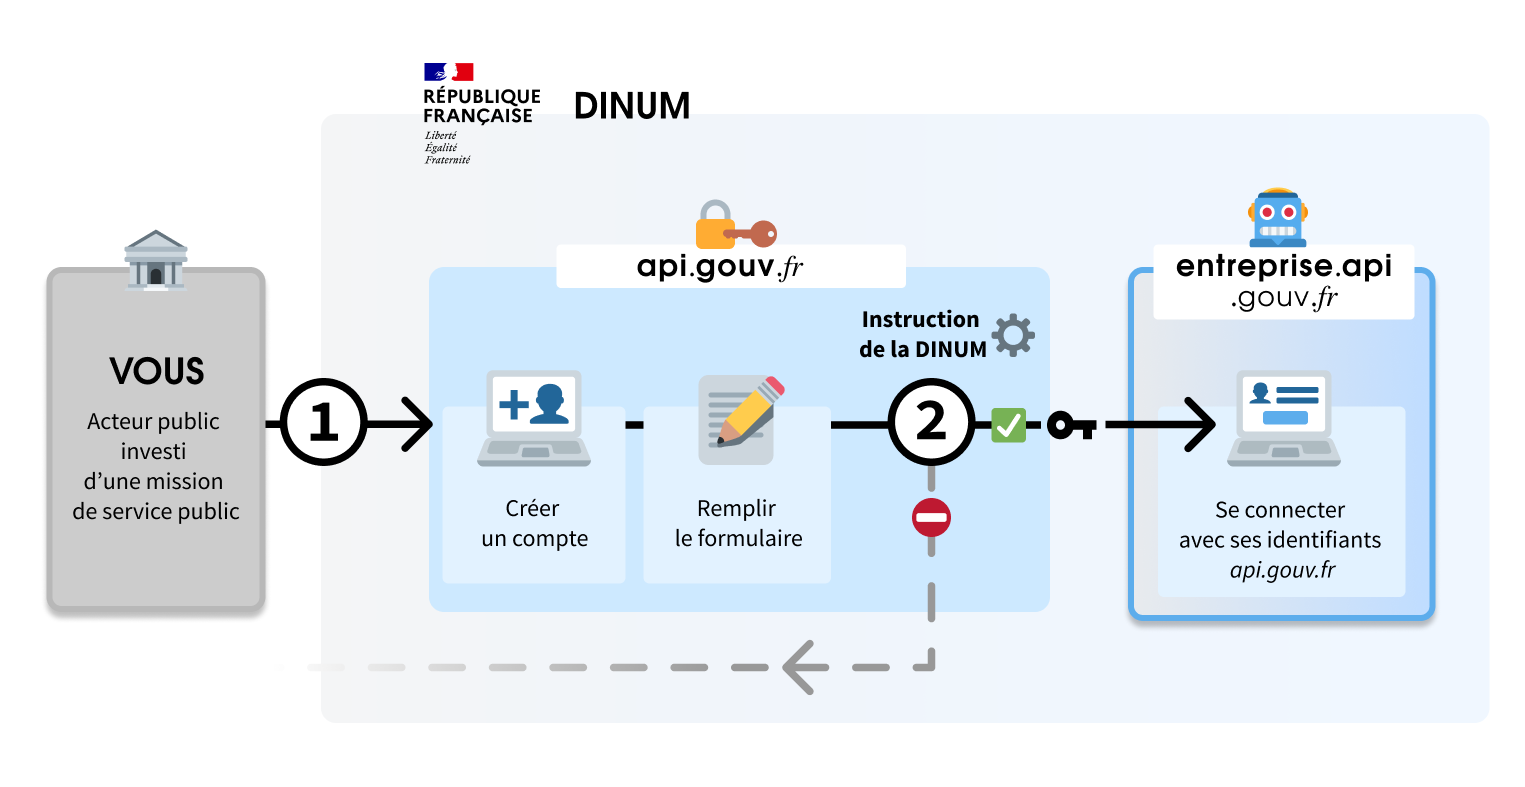 RÉPUBLIQUE
FRANÇAISE
Liberté
Égalité
Fraternité
DINUM
VOUS
Acteur public
investi
d’une mission
de service public
1
api.gouv.fr
Créer
un compte
Remplir
le formulaire
Instruction
de la DINUM
2
entreprise.api
.gouv.fr
Se connecter
avec ses identifiants
api.gouv.fr